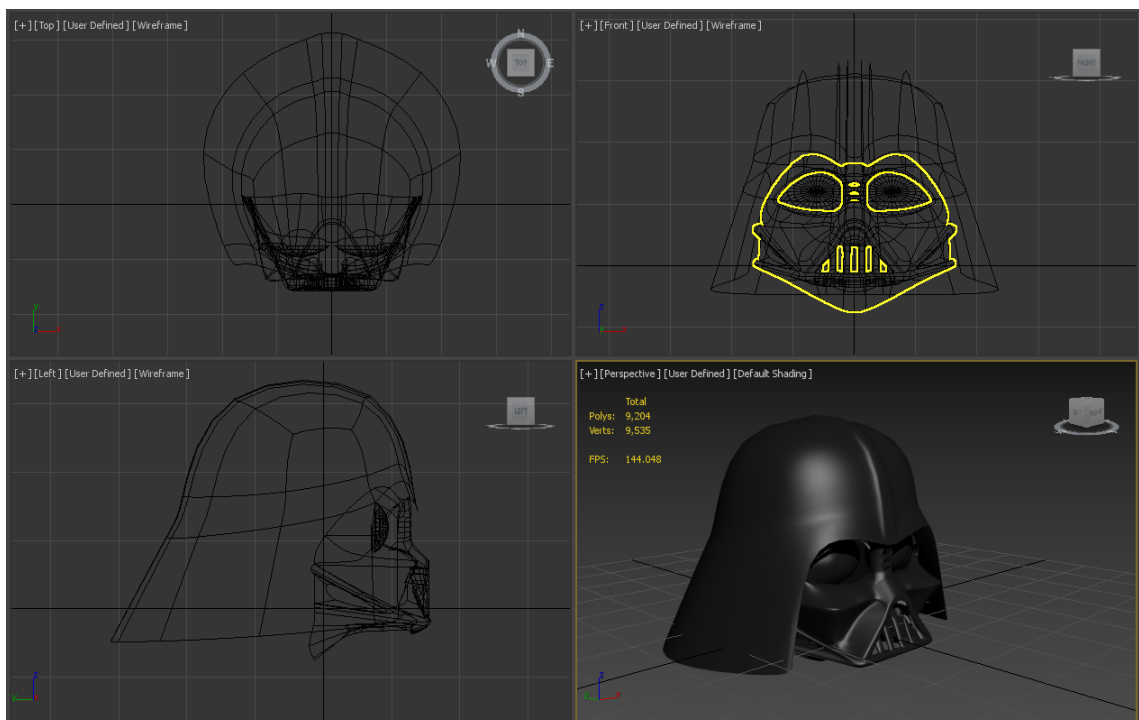 [+] [Top] [User Defined] [Wireframe]
N
W TOP E
S
[+] [Front] [User Defined] [Wireframe]
FRONT
y
z x
z
y x
[+] [Left] [User Defined] [Wireframe]
LEFT
z
y
[+] [Perspective] [User Defined] [Default Shading]
Total
Polys: 9,204
Verts: 9,535
FPS: 144.048
z
y x